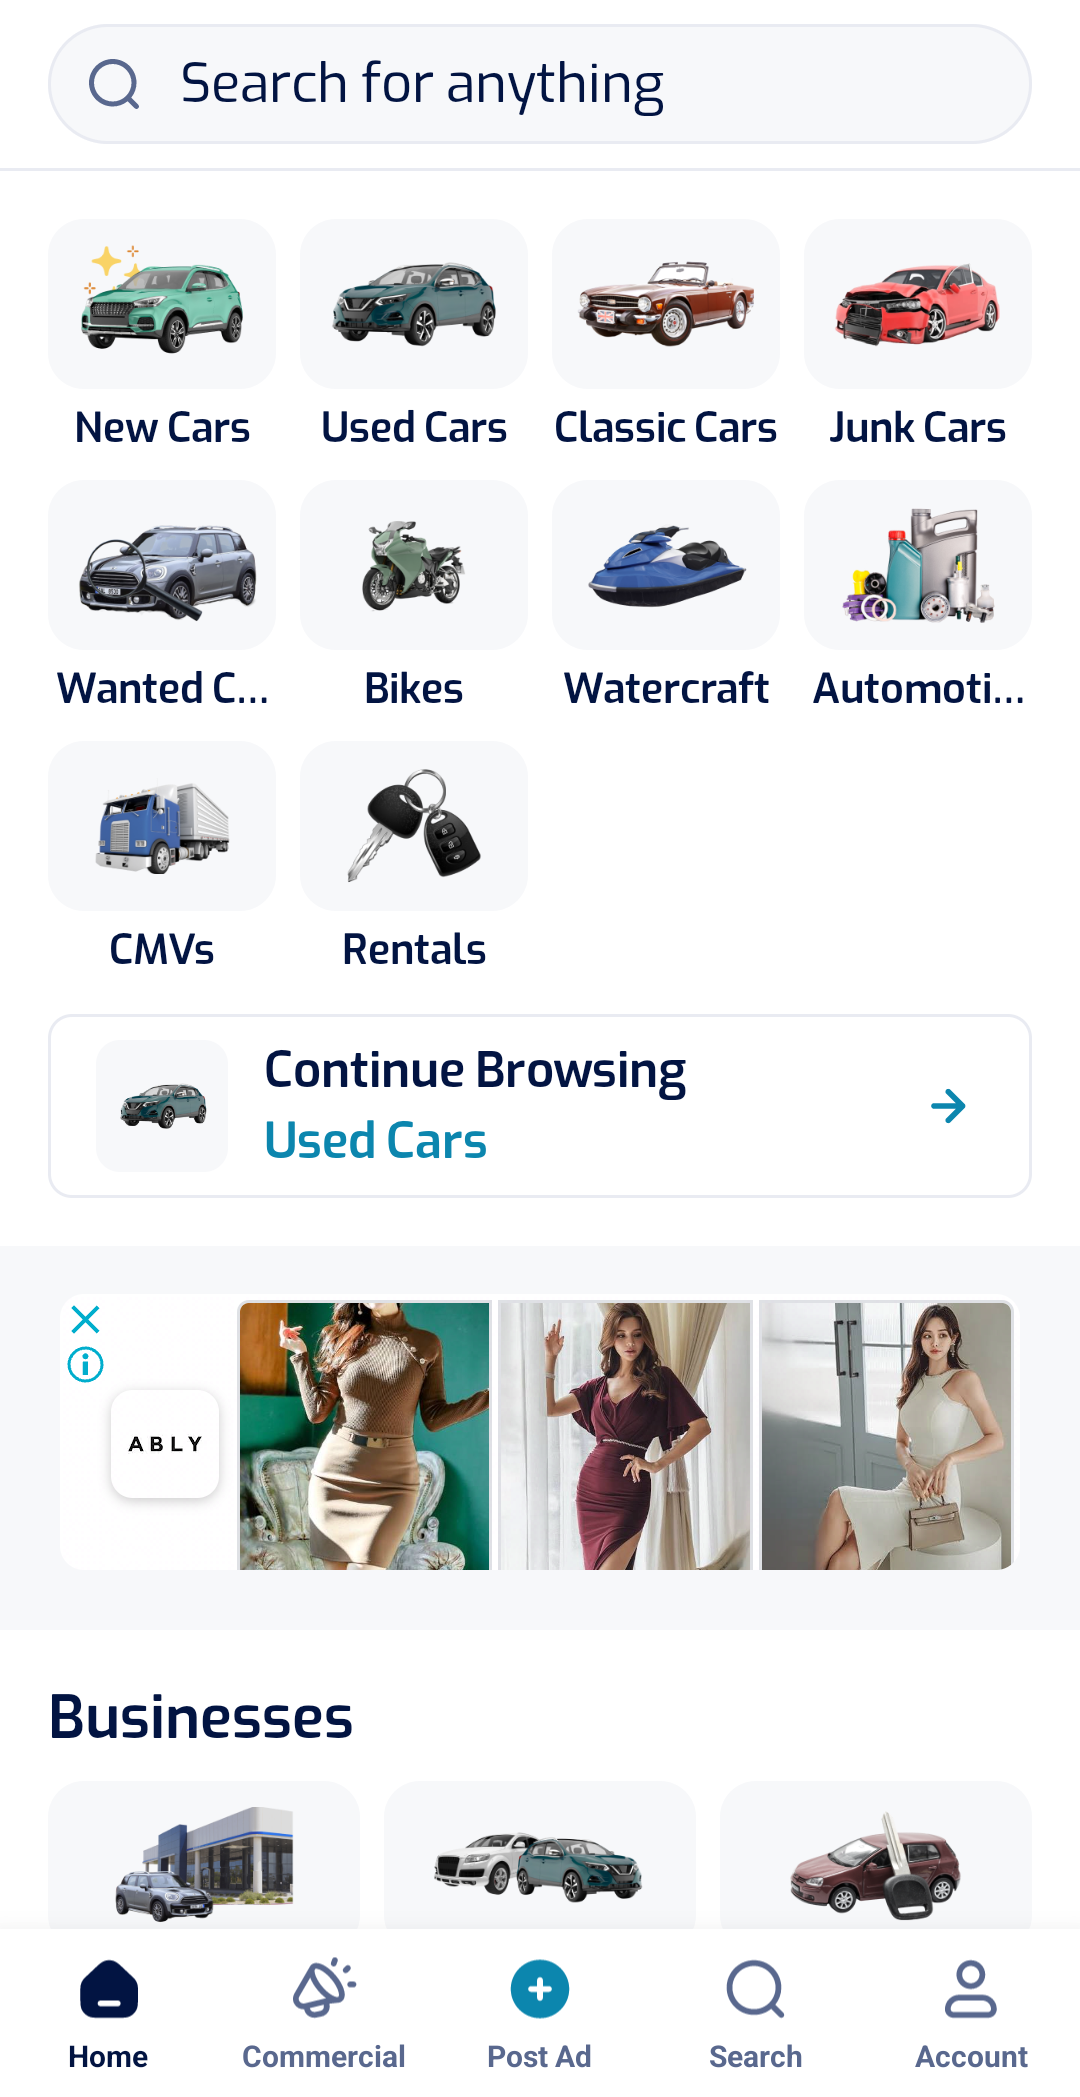 Search for anything
New Cars
Used Cars
Classic Cars
Junk Cars
Wanted C...
Bikes
Watercraft
Automoti...
CMVs
Rentals
Continue Browsing
Used Cars
ABLY
Businesses
Home
Commercial
Post Ad
Search
Account